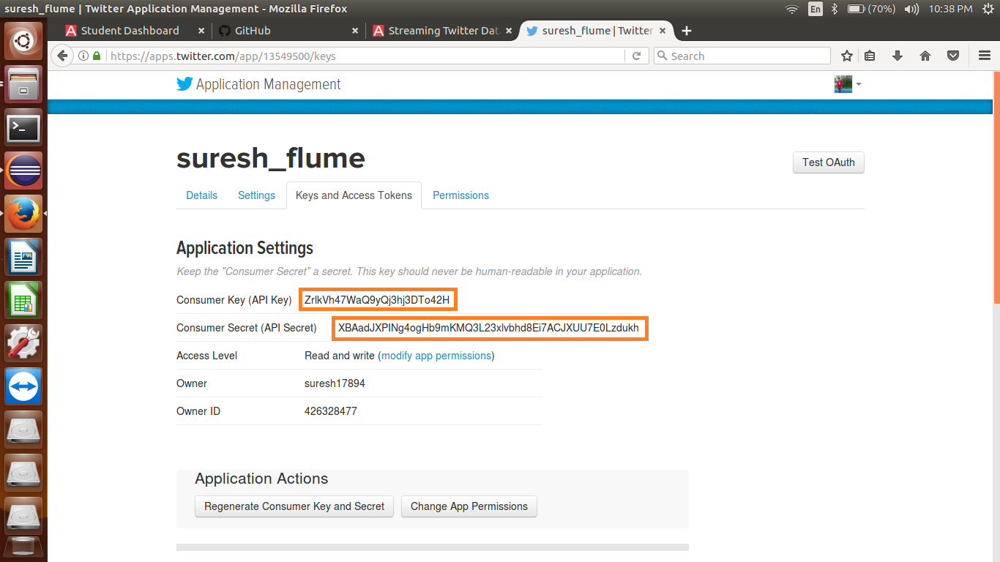 suresh_flume | Twitter Application Management - Mozilla Firefox
En
(70%)
10:38 PM
Student Dashboard
GitHub
Streaming Twitter Dat
suresh_flume | Twitter
https://apps.twitter.com/app/13549500/keys
Search
Application Management
suresh_flume
Test OAuth
Details
Settings
Keys and Access Tokens
Permissions
Application Settings
Keep the "Consumer Secret" a secret. This key should never be human-readable in your application.
Consumer Key (API Key)
Consumer Secret (API Secret)
Access Level Read and write (modify app permissions)
Owner suresh17894
Owner ID 426328477
Application Actions
Regenerate Consumer Key and Secret
Change App Permissions